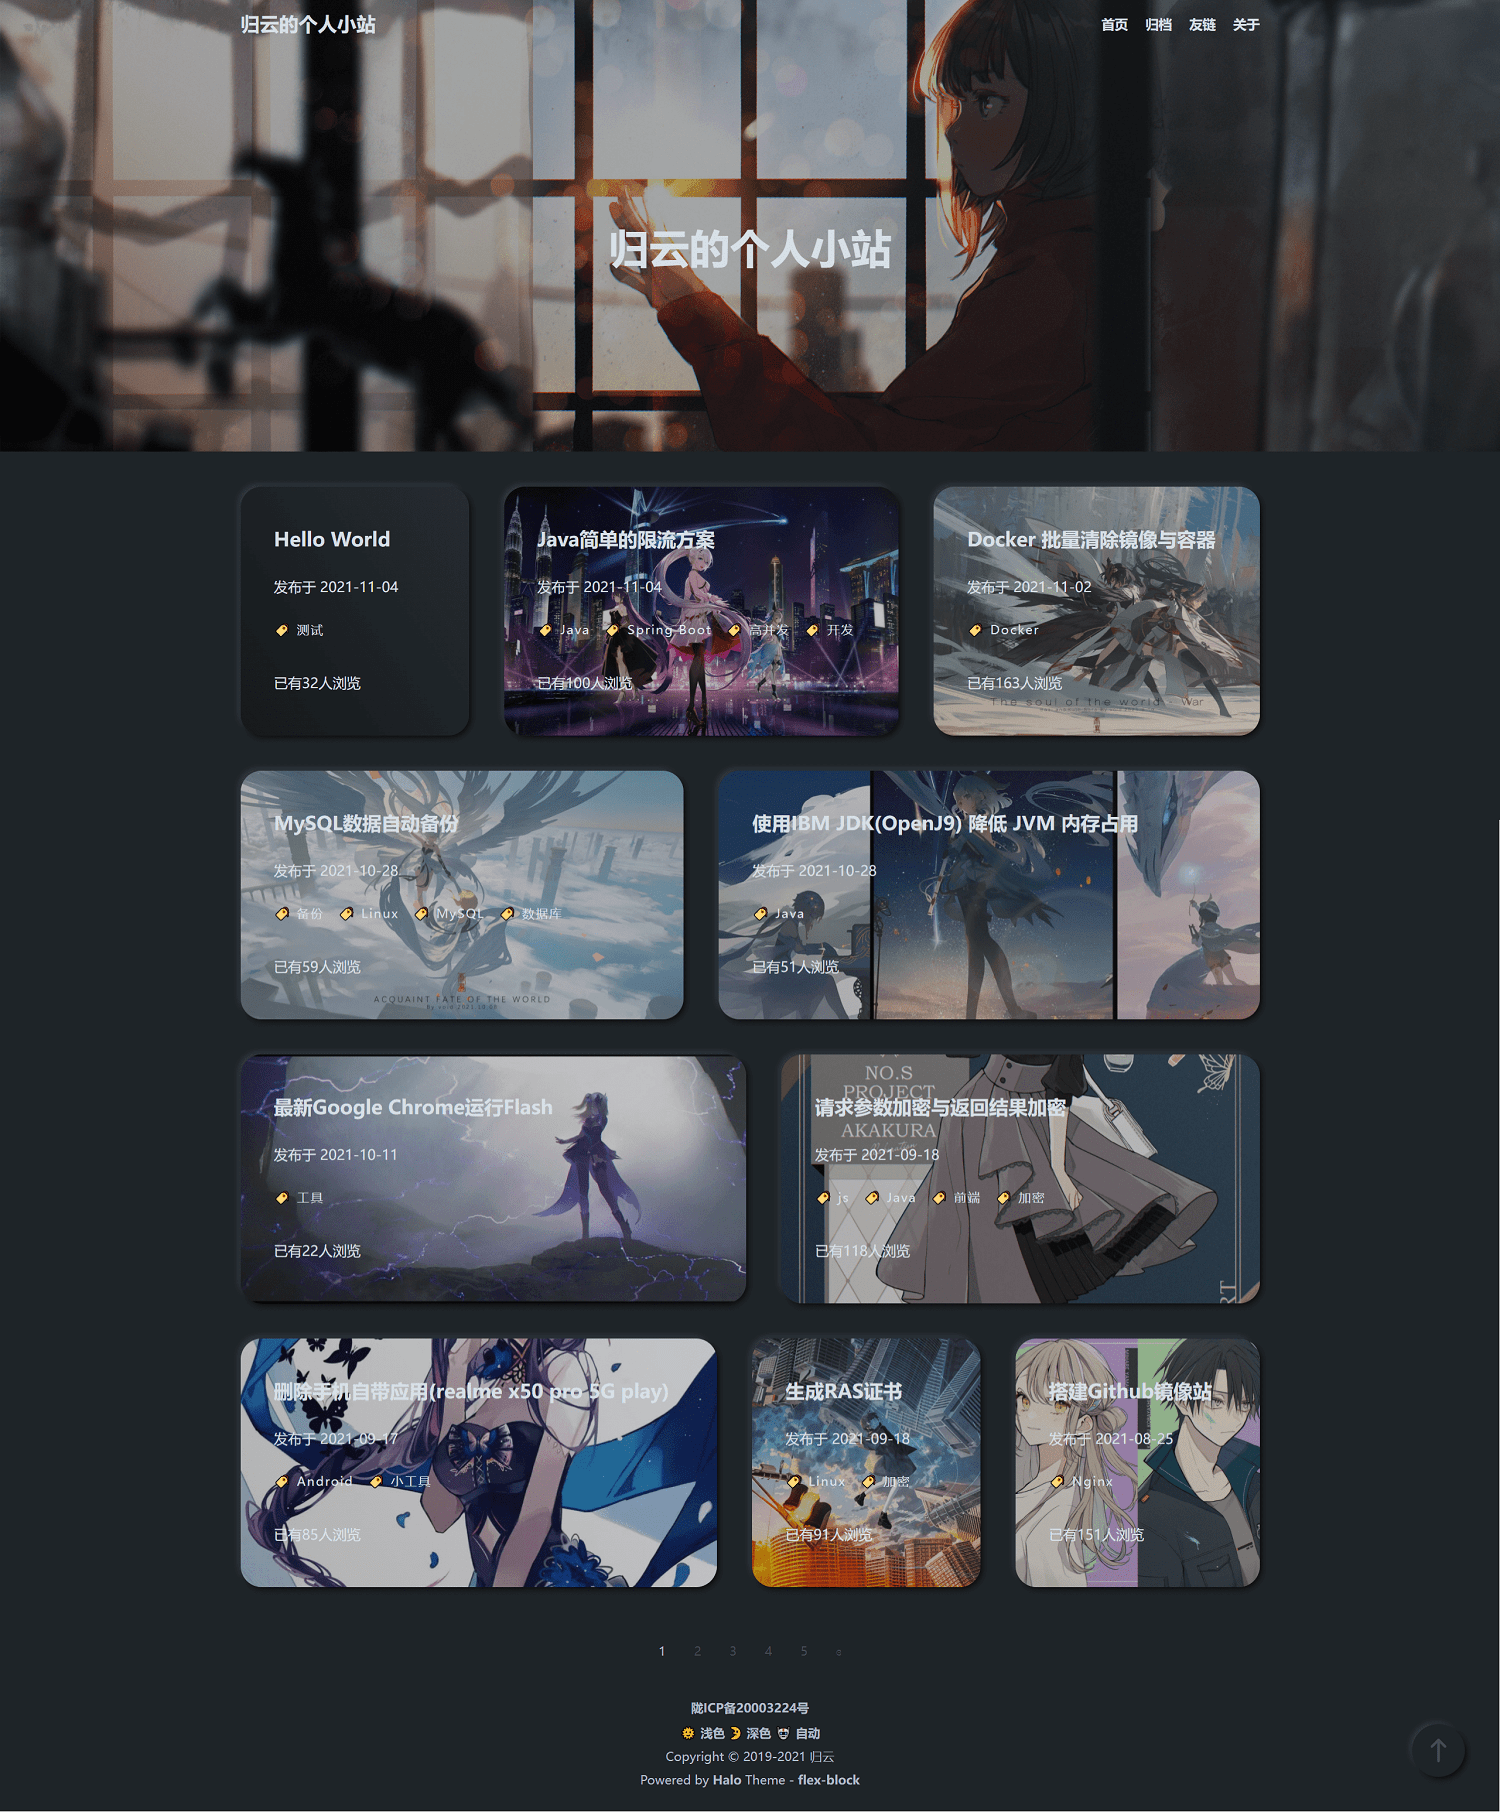 归云的个人小站
首页 归档 友链 关于
归云的个人小站
Hello World
发布于 2021-11-04
测试
已有32人浏览
Java简单的限流方案
发布于 2021-11-04
Java Spring Boot 高并发 开发
已有100人浏览
Docker 批量清除镜像与容器
发布于 2021-11-02
Docker
已有163人浏览
The soul of the world War
MySQL数据自动备份
发布于 2021-10-28
备份 Linux MySQL 数据库
已有59人浏览
ACQUAINT FATE OF THE WORLD
使用IBM JDK(OpenJ9) 降低 JVM 内存占用
发布于 2021-10-28
Java
已有51人浏览
最新Google Chrome运行Flash
发布于 2021-10-11
工具
已有22人浏览
NO.S
PROJECT
请求参数加密与返回结果加密
AKAKURA
发布于 2021-09-18
js Java 前端 加密
已有118人浏览
删除手机自带应用(realme x50 pro 5G play)
发布于 2021-09-17
Android 小工具
已有85人浏览
生成RAS证书
发布于 2021-09-18
Linux 加密
已有91人浏览
搭建Github镜像站
发布于 2021-08-25
Nginx
已有151人浏览
1 2 3 4 5
陇ICP备20003224号
🌞 浅色 🌛 深色 自动
Copyright © 2019-2021 归云
Powered by Halo Theme - flex-block